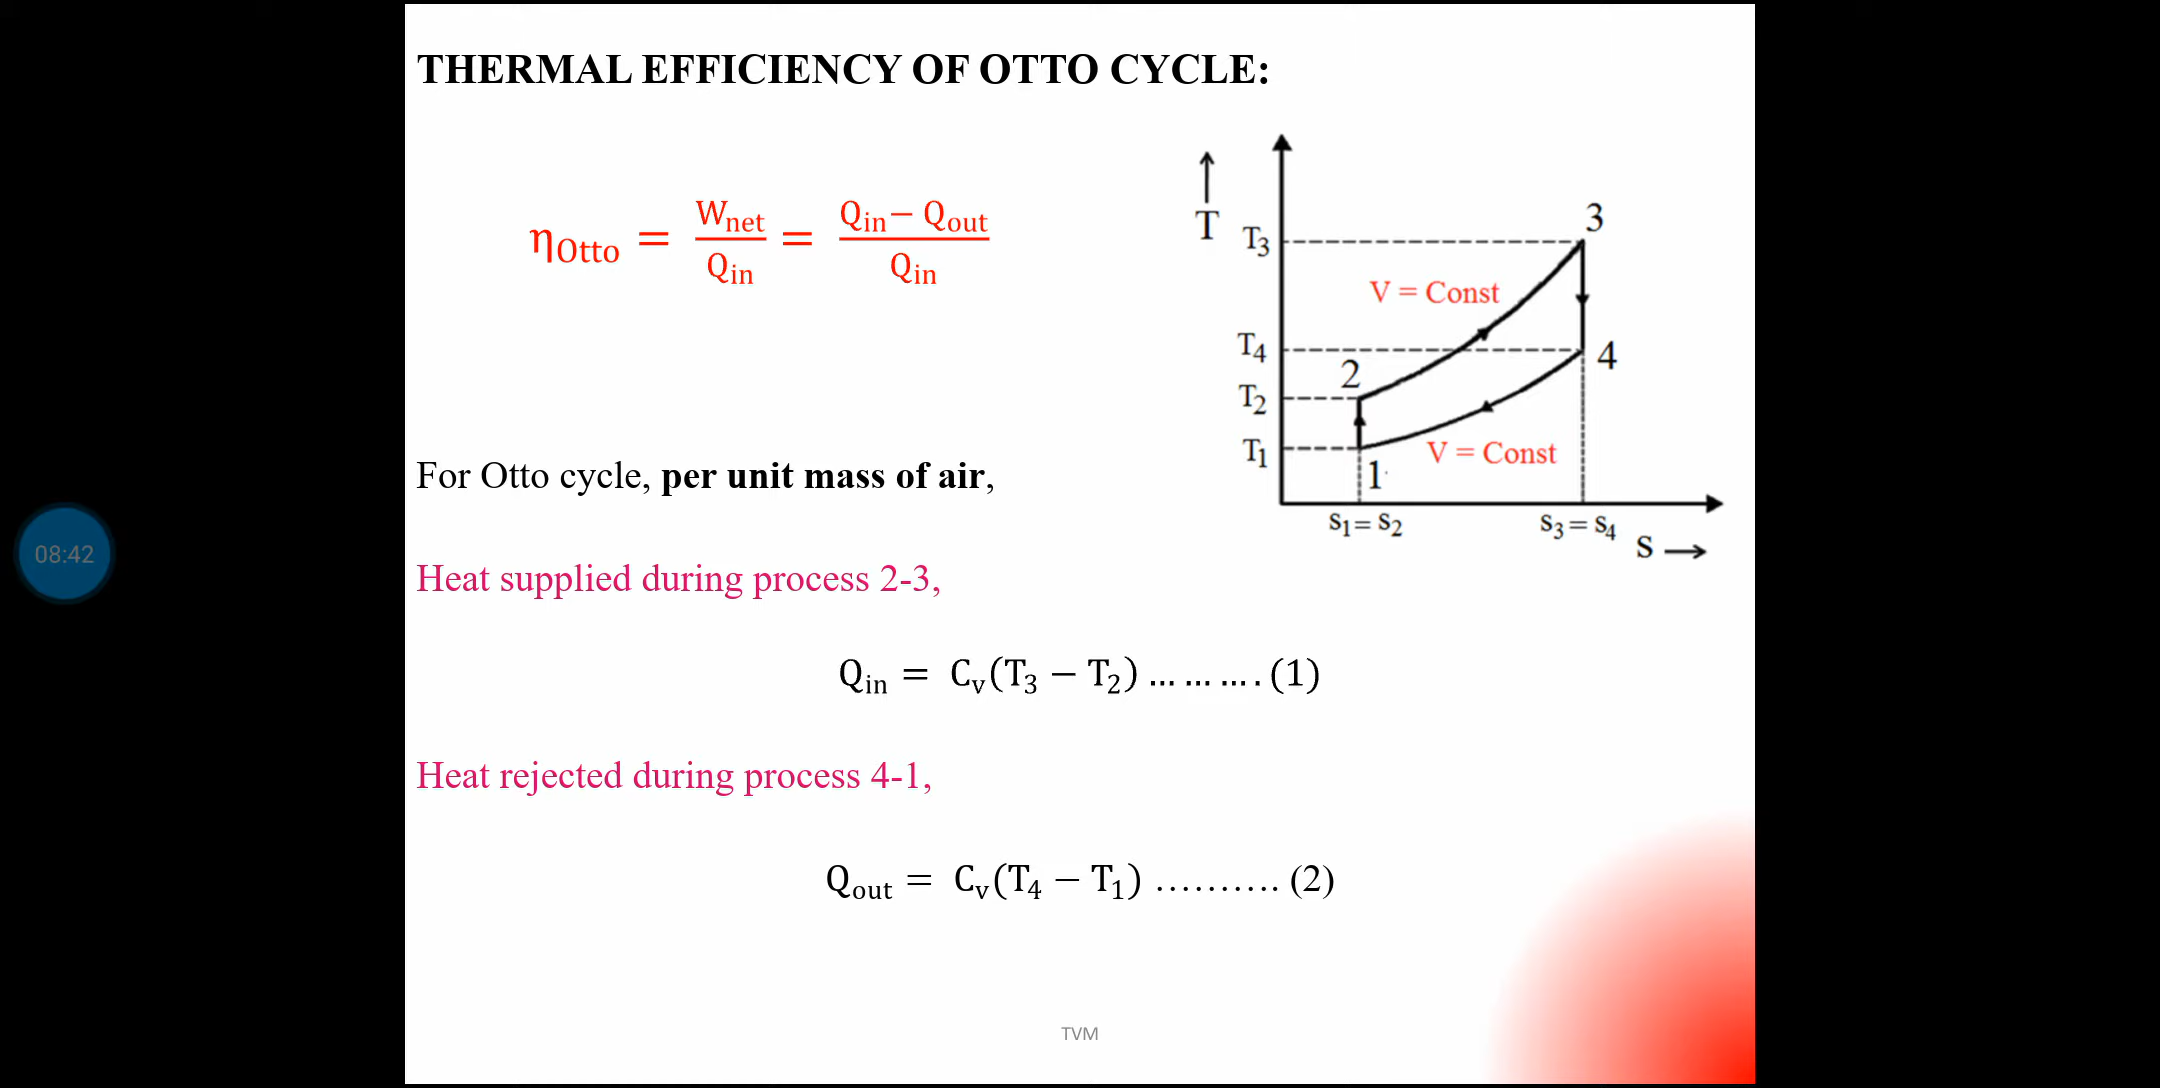 THERMAL EFFICIENCY OF OTTO CYCLE:
η_Otto = W_net/Q_in = (Q_in − Q_out)/Q_in
↑
T
T₃
3
V = Const
T₄
4
2
T₂
T₁
V = Const
1
s₁= s₂
s₃= s₄
s →
For Otto cycle, per unit mass of air,
Heat supplied during process 2-3,
Q_in = C_v(T₃ − T₂) ... ... ... . (1)
Heat rejected during process 4-1,
Q_out = C_v(T₄ − T₁) .......... (2)
08:42
TVM